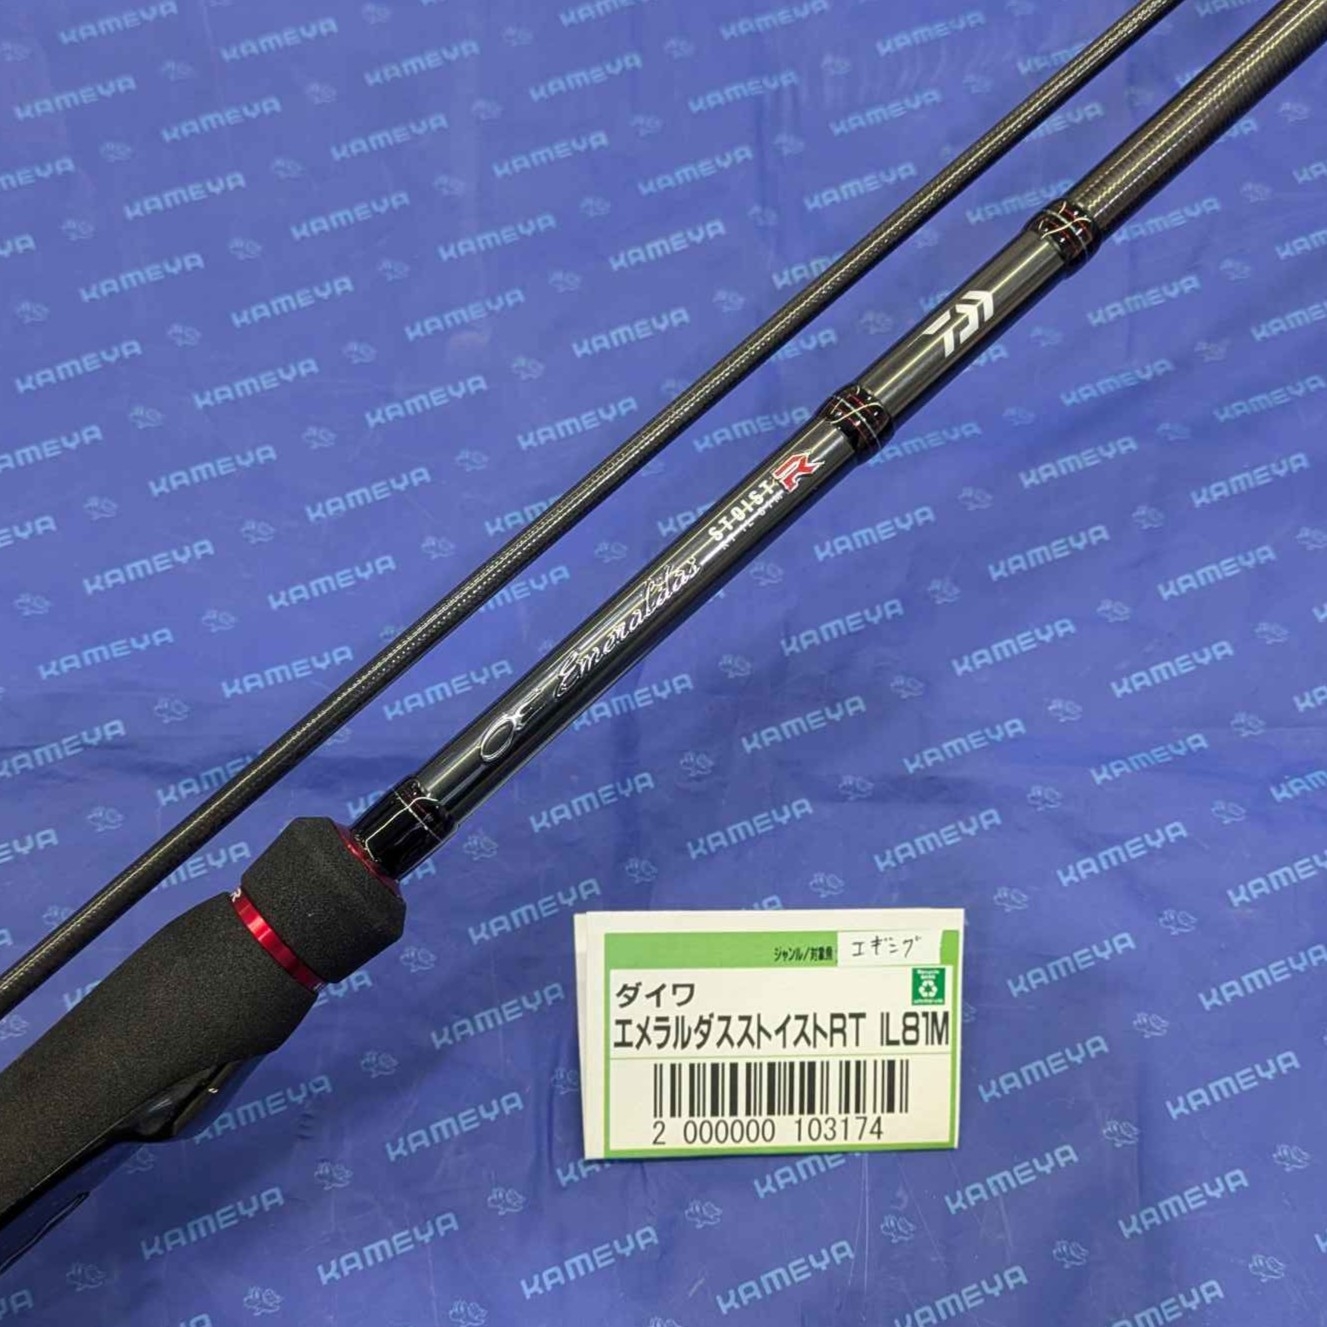 KAMEYA
S-T-O-I-S-T R
Emeraldas
R
ジャンル/対象魚 エギング
Recycle
ダイワ
エメラルダスストイストRT IL81M
2 000000 103174